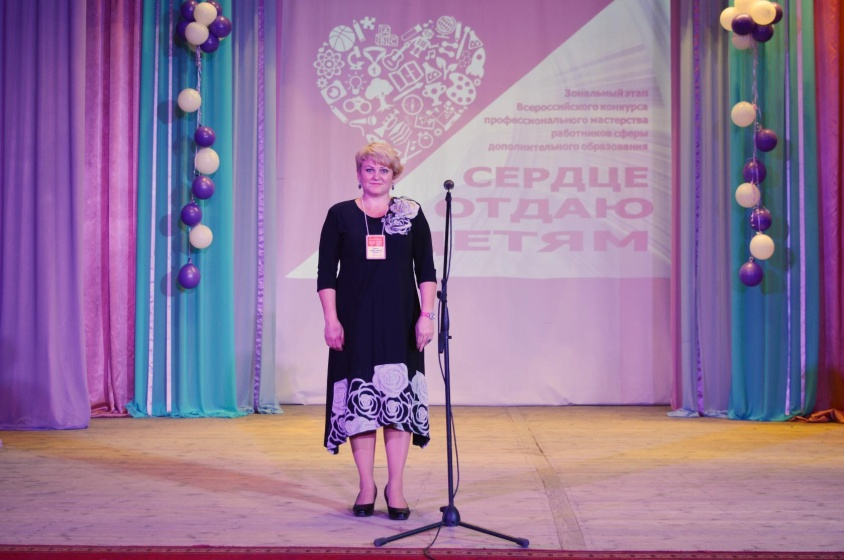 Зональный этап
Всероссийского конкурса
профессионального мастерства
работников сферы
дополнительного образования
СЕРДЦЕ
ОТДАЮ
ДЕТЯМ